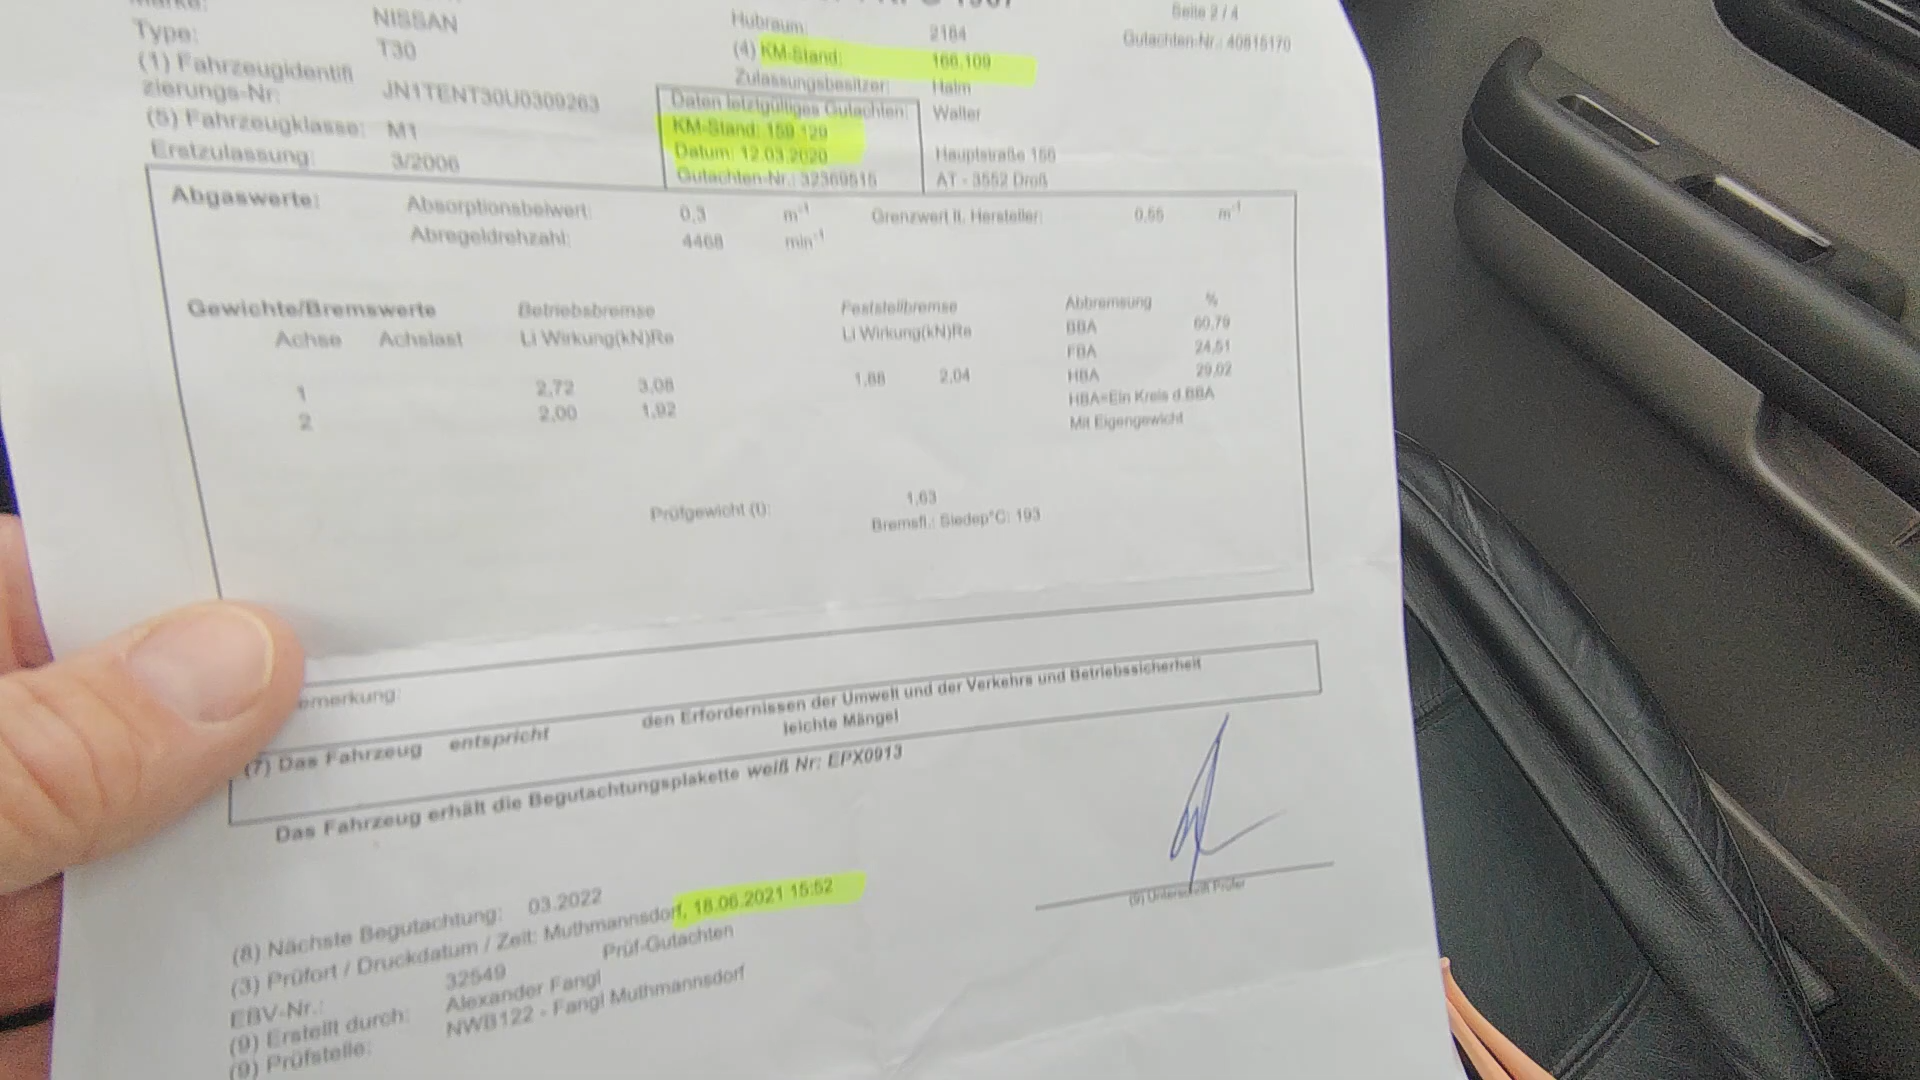 NISSAN
Hubraum: 2184
Seite 2 / 4
Type: T30
(4) KM-Stand: 166.109
Gutachten-Nr.: 40815170
(1) Fahrzeugidentifi
zierungs-Nr: JN1TENT30U0309263
Zulassungsbesitzer: Halm
Walter
Hauptstraße 156
AT - 3552 Droß
(5) Fahrzeugklasse: M1
Erstzulassung: 3/2006
Daten letztgültiges Gutachten:
KM-Stand: 159.129
Datum: 12.03.2020
Gutachten-Nr.: 32369515
Abgaswerte: Absorptionsbeiwert: 0,3 m-1 Grenzwert lt. Hersteller: 0,55 m-1
Abregeldrehzahl: 4468 min-1
Gewichte/Bremswerte Betriebsbremse Feststellbremse Abbremsung %
Achse Achslast Li Wirkung(kN)Re Li Wirkung(kN)Re BBA 60,79
FBA 24,51
1 2,72 3,08 1,88 2,04 HBA 29,02
2 2,00 1,92 HBA=Ein Kreis d.BBA
Mit Eigengewicht
Prüfgewicht (t): 1,63
Bremsfl.: Siedep°C: 193
emerkung:
(7) Das Fahrzeug entspricht den Erfordernissen der Umwelt und der Verkehrs und Betriebssicherheit
leichte Mängel
Das Fahrzeug erhält die Begutachtungsplakette weiß Nr: EPX0913
(8) Nächste Begutachtung: 03.2022
(3) Prüfort / Druckdatum / Zeit: Muthmannsdorf, 18.06.2021 15:52
EBV-Nr.: 32549 Prüf-Gutachten
(9) Erstellt durch: Alexander Fangl
(9) Prüfstelle: NWB122 - Fangl Muthmannsdorf
(9) Unterschrift Prüfer